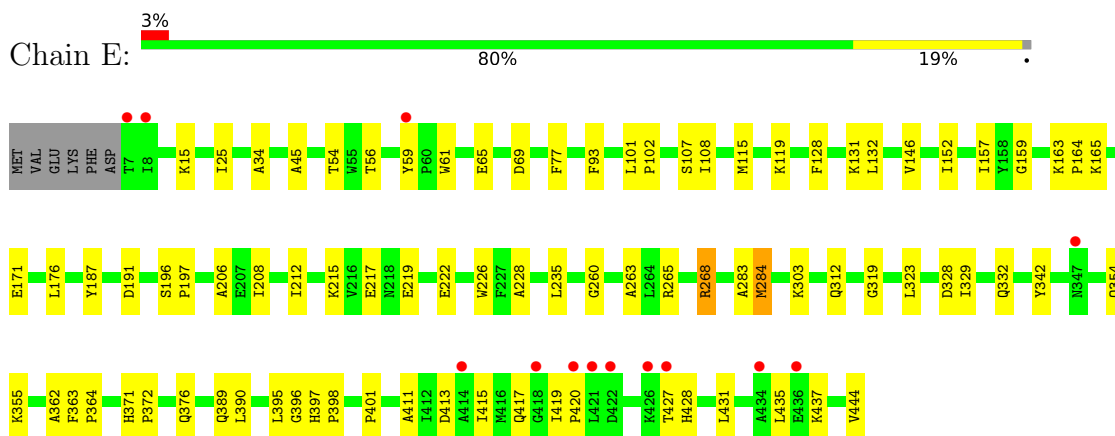 3%
Chain E:
80% 19% •
MET VAL GLU LYS PHE ASP T7 I8 K15 I25 A34 A45 T54 W55 T56 Y59 P60 W61 E65 D69 F77 F93 L101 P102 S107 I108 M115 K119 F128 K131 L132 V146 I152 I157 Y158 G159 K163 P164 K165
E171 L176 Y187 D191 S196 P197 A206 E207 I208 I212 K215 V216 E217 N218 E219 E222 W226 F227 A228 L235 G260 A263 L264 R265 R268 A283 M284 K303 Q312 G319 L323 D328 I329 Q332 Y342 N347
K355 A362 F363 P364 H371 P372 Q376 Q389 L390 L395 G396 H397 P398 P401 A411 I412 D413 A414 I415 M416 Q417 G418 I419 P420 L421 D422 K426 T427 H428 L431 A434 L435 E436 K437 V444